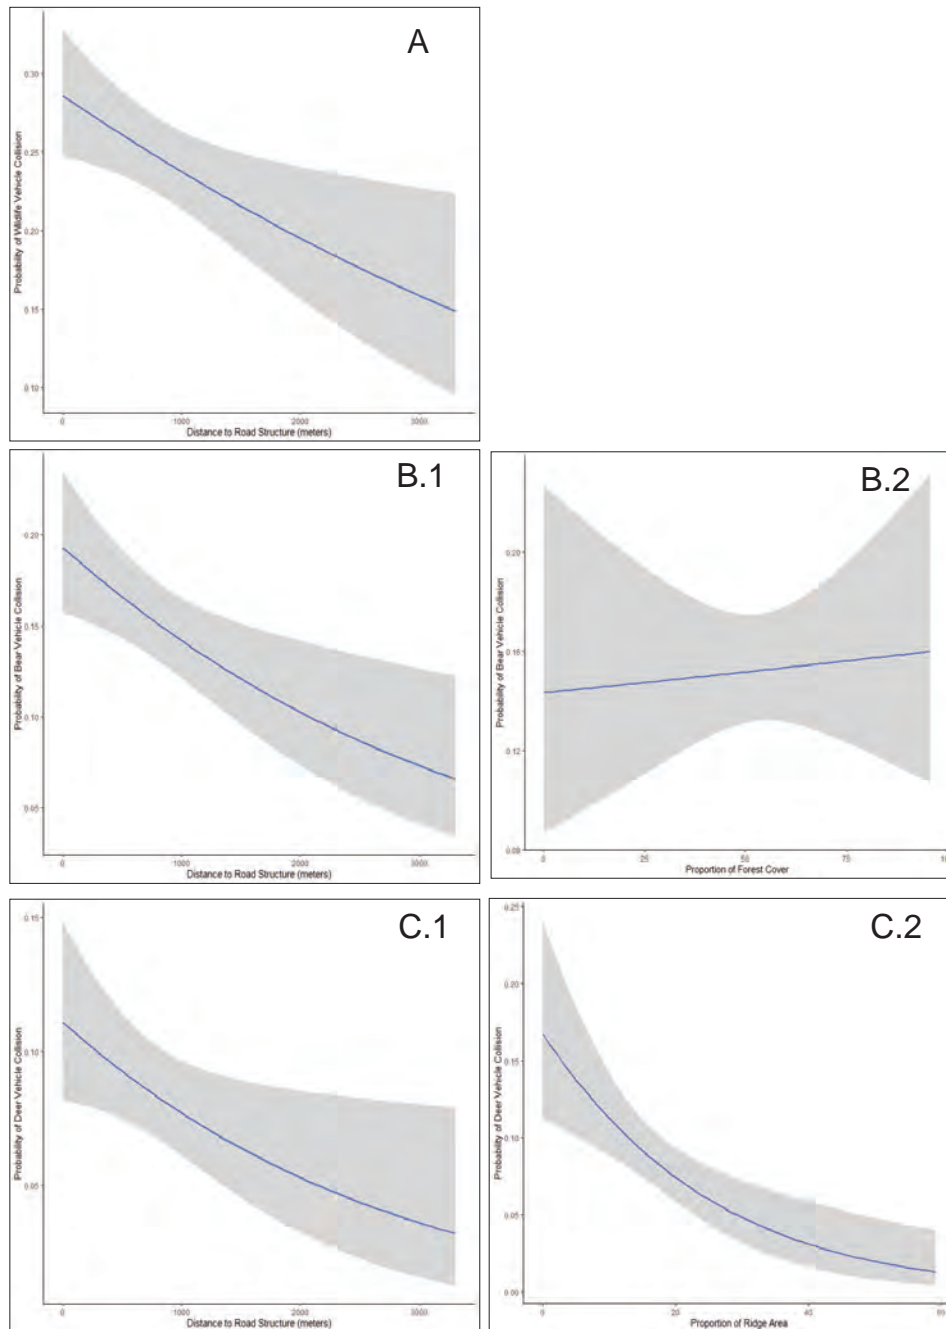 A
Probability of Wildlife Vehicle Collision
0.30
0.25
0.20
0.15
0.10
0
1000
2000
3000
Distance to Road Structure (meters)
B.1
Probability of Bear Vehicle Collision
0.20
0.15
0.10
0.05
0
1000
2000
3000
Distance to Road Structure (meters)
B.2
Probability of Bear Vehicle Collision
0.20
0.16
0.12
0.08
0
25
50
75
Proportion of Forest Cover
C.1
Probability of Deer Vehicle Collision
0.15
0.10
0.05
0
1000
2000
3000
Distance to Road Structure (meters)
C.2
Probability of Deer Vehicle Collision
0.25
0.20
0.15
0.10
0.05
0.00
0
20
40
Proportion of Ridge Area